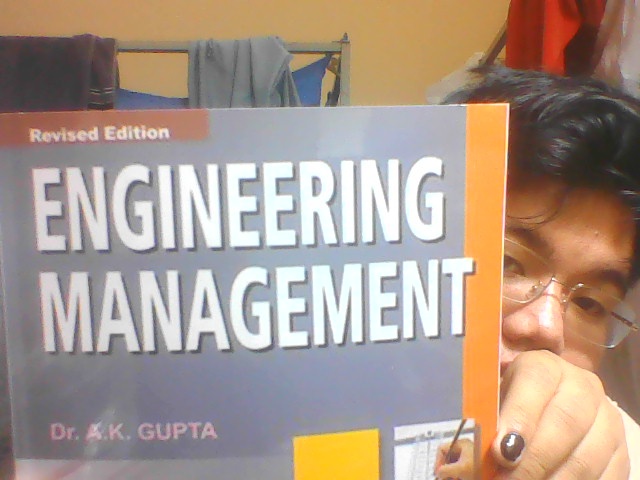 Revised Edition
ENGINEERING
MANAGEMENT
Dr. A.K. GUPTA